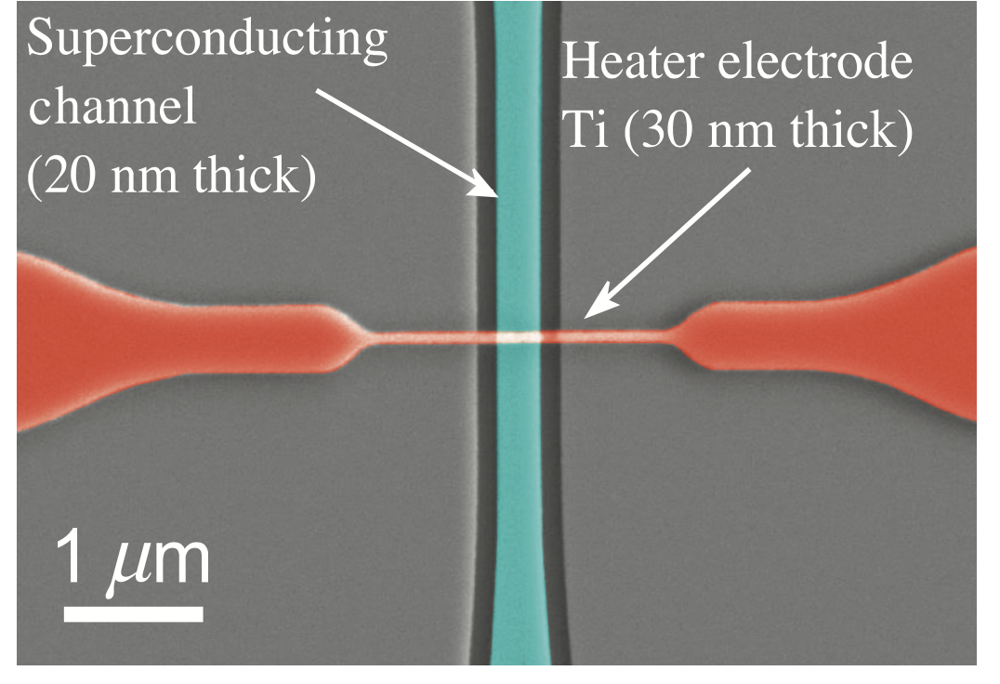 Superconducting
channel
(20 nm thick)
Heater electrode
Ti (30 nm thick)
1 μm